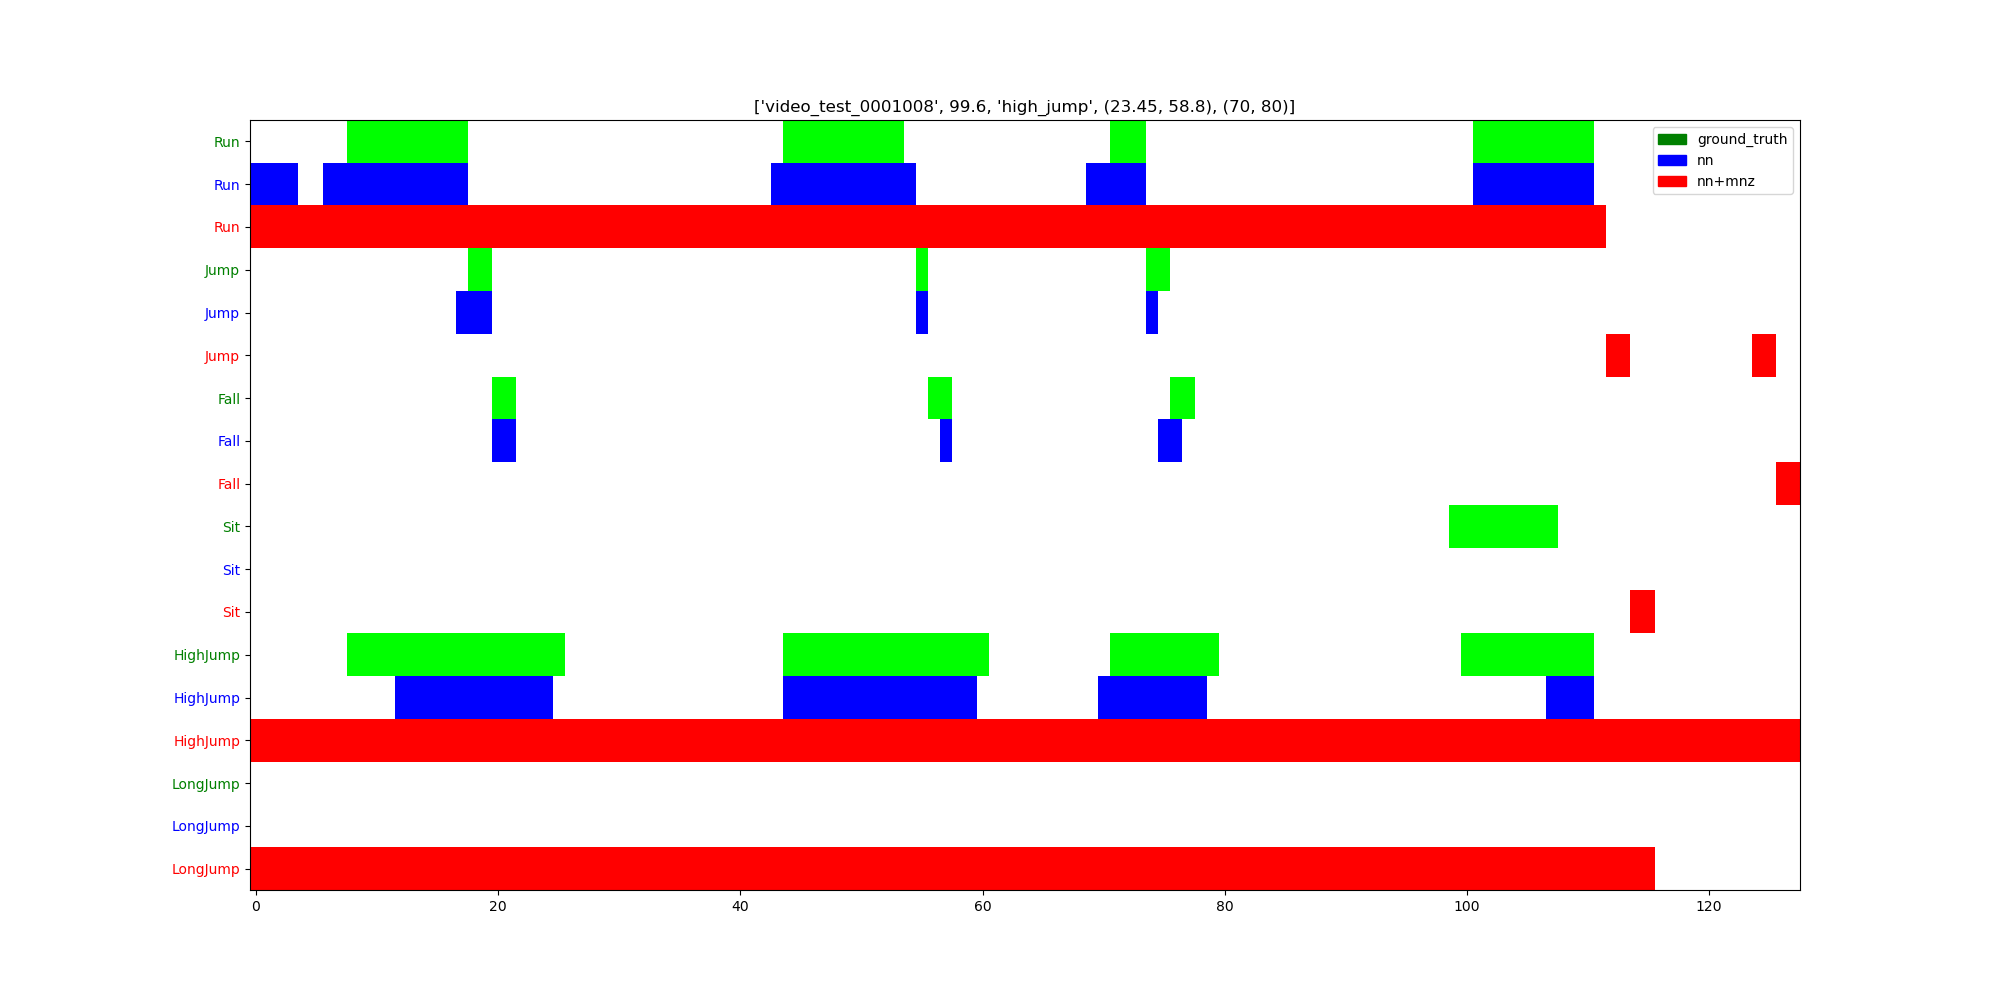 ['video_test_0001008', 99.6, 'high_jump', (23.45, 58.8), (70, 80)]
ground_truth
nn
nn+mnz
Run
Run
Run
Jump
Jump
Jump
Fall
Fall
Fall
Sit
Sit
Sit
HighJump
HighJump
HighJump
LongJump
LongJump
LongJump
0 20 40 60 80 100 120